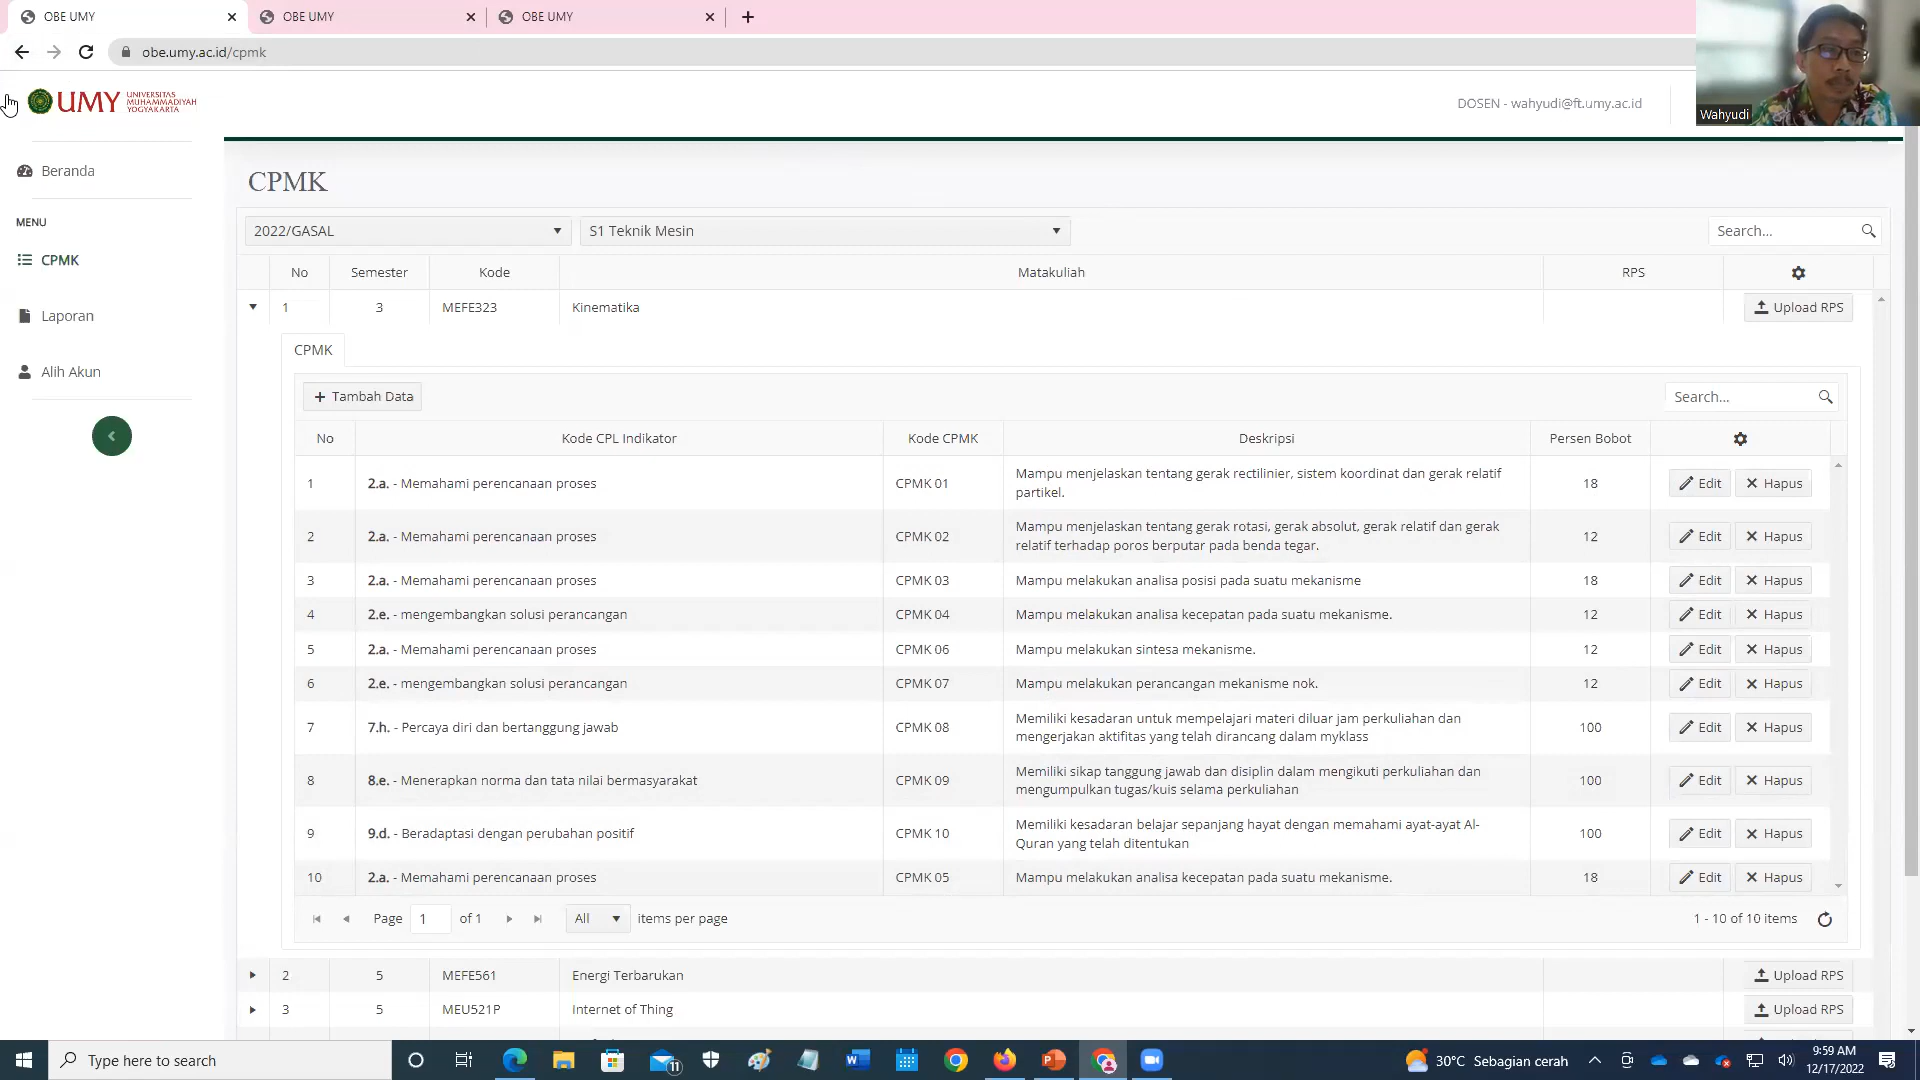 OBE UMY
OBE UMY
OBE UMY
obe.umy.ac.id/cpmk
UMY UNIVERSITAS MUHAMMADIYAH YOGYAKARTA
DOSEN - wahyudi@ft.umy.ac.id
Wahyudi
Beranda
MENU
CPMK
Laporan
Alih Akun
CPMK
2022/GASAL
S1 Teknik Mesin
Search...
No Semester Kode Matakuliah RPS
1 3 MEFE323 Kinematika Upload RPS
CPMK
+ Tambah Data
Search...
No Kode CPL Indikator Kode CPMK Deskripsi Persen Bobot
1 2.a. - Memahami perencanaan proses CPMK 01 Mampu menjelaskan tentang gerak rectilinier, sistem koordinat dan gerak relatif
partikel. 18 Edit Hapus
2 2.a. - Memahami perencanaan proses CPMK 02 Mampu menjelaskan tentang gerak rotasi, gerak absolut, gerak relatif dan gerak
relatif terhadap poros berputar pada benda tegar. 12 Edit Hapus
3 2.a. - Memahami perencanaan proses CPMK 03 Mampu melakukan analisa posisi pada suatu mekanisme 18 Edit Hapus
4 2.e. - mengembangkan solusi perancangan CPMK 04 Mampu melakukan analisa kecepatan pada suatu mekanisme. 12 Edit Hapus
5 2.a. - Memahami perencanaan proses CPMK 06 Mampu melakukan sintesa mekanisme. 12 Edit Hapus
6 2.e. - mengembangkan solusi perancangan CPMK 07 Mampu melakukan perancangan mekanisme nok. 12 Edit Hapus
7 7.h. - Percaya diri dan bertanggung jawab CPMK 08 Memiliki kesadaran untuk mempelajari materi diluar jam perkuliahan dan
mengerjakan aktifitas yang telah dirancang dalam myklass 100 Edit Hapus
8 8.e. - Menerapkan norma dan tata nilai bermasyarakat CPMK 09 Memiliki sikap tanggung jawab dan disiplin dalam mengikuti perkuliahan dan
mengumpulkan tugas/kuis selama perkuliahan 100 Edit Hapus
9 9.d. - Beradaptasi dengan perubahan positif CPMK 10 Memiliki kesadaran belajar sepanjang hayat dengan memahami ayat-ayat Al-
Quran yang telah ditentukan 100 Edit Hapus
10 2.a. - Memahami perencanaan proses CPMK 05 Mampu melakukan analisa kecepatan pada suatu mekanisme. 18 Edit Hapus
Page 1 of 1 All items per page 1 - 10 of 10 items
2 5 MEFE561 Energi Terbarukan Upload RPS
3 5 MEU521P Internet of Thing Upload RPS
Type here to search
11
30°C Sebagian cerah
9:59 AM
12/17/2022